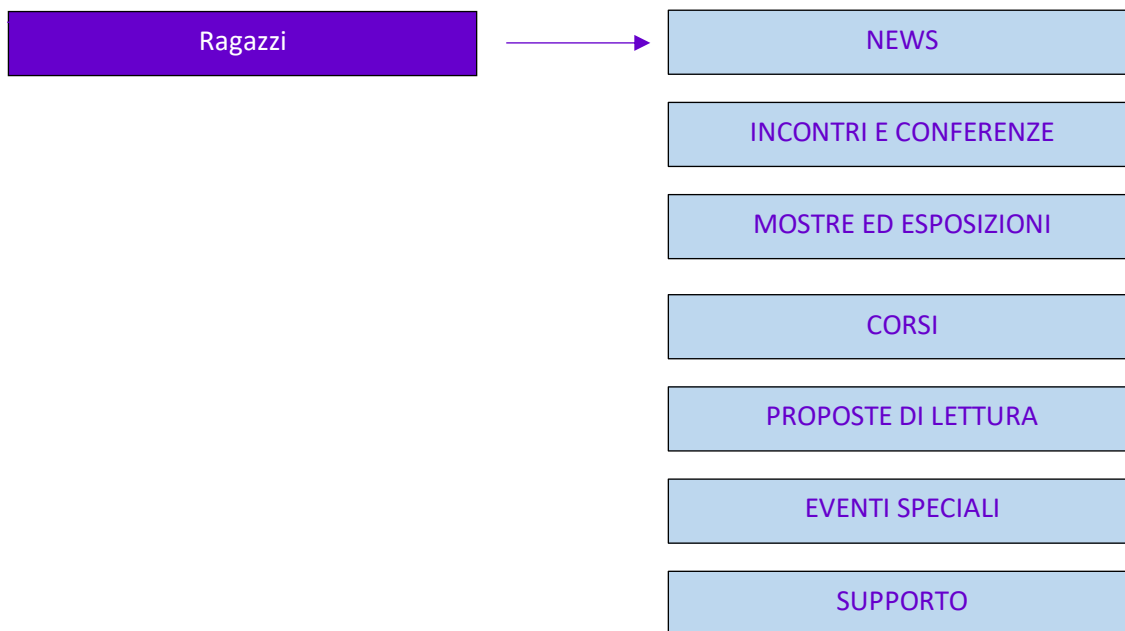 Ragazzi
NEWS
INCONTRI E CONFERENZE
MOSTRE ED ESPOSIZIONI
CORSI
PROPOSTE DI LETTURA
EVENTI SPECIALI
SUPPORTO